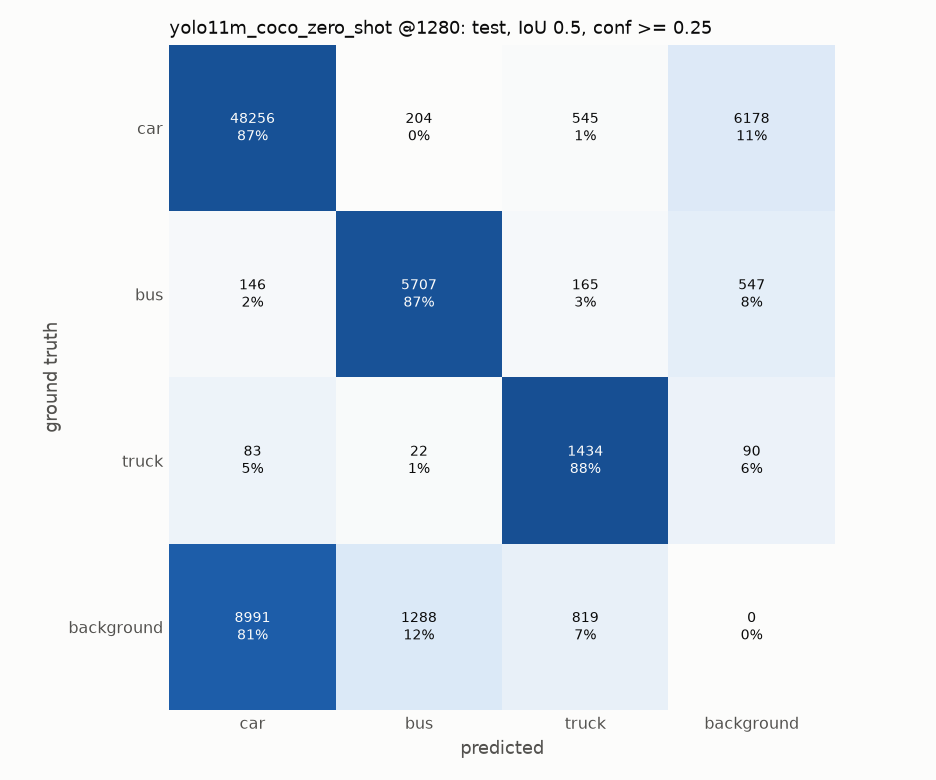 yolo11m_coco_zero_shot @1280: test, IoU 0.5, conf >= 0.25
car
48256
87%
204
0%
545
1%
6178
11%
bus
146
2%
5707
87%
165
3%
547
8%
truck
83
5%
22
1%
1434
88%
90
6%
background
8991
81%
1288
12%
819
7%
0
0%
ground truth
car
bus
truck
background
predicted